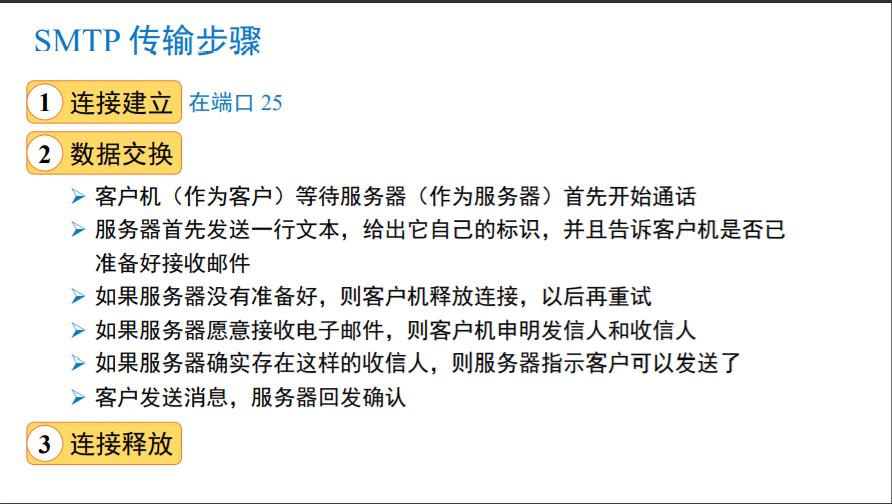 SMTP 传输步骤
1 连接建立 在端口 25
2 数据交换
➢ 客户机（作为客户）等待服务器（作为服务器）首先开始通话
➢ 服务器首先发送一行文本，给出它自己的标识，并且告诉客户机是否已
准备好接收邮件
➢ 如果服务器没有准备好，则客户机释放连接，以后再重试
➢ 如果服务器愿意接收电子邮件，则客户机申明发信人和收信人
➢ 如果服务器确实存在这样的收信人，则服务器指示客户可以发送了
➢ 客户发送消息，服务器回发确认
3 连接释放